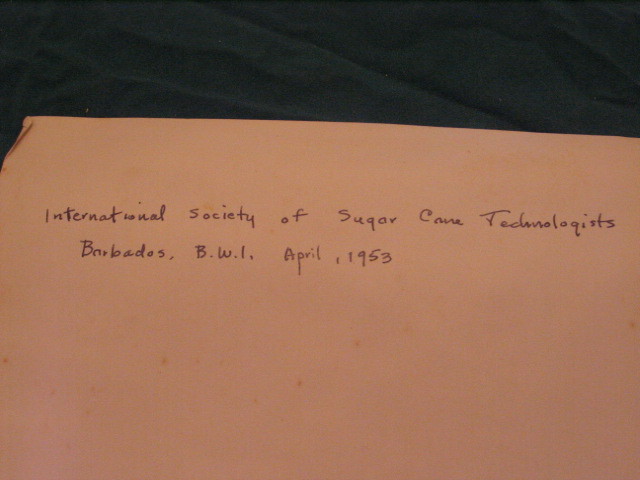 International Society of Sugar Cane Technologists
Barbados, B.W.I. April, 1953